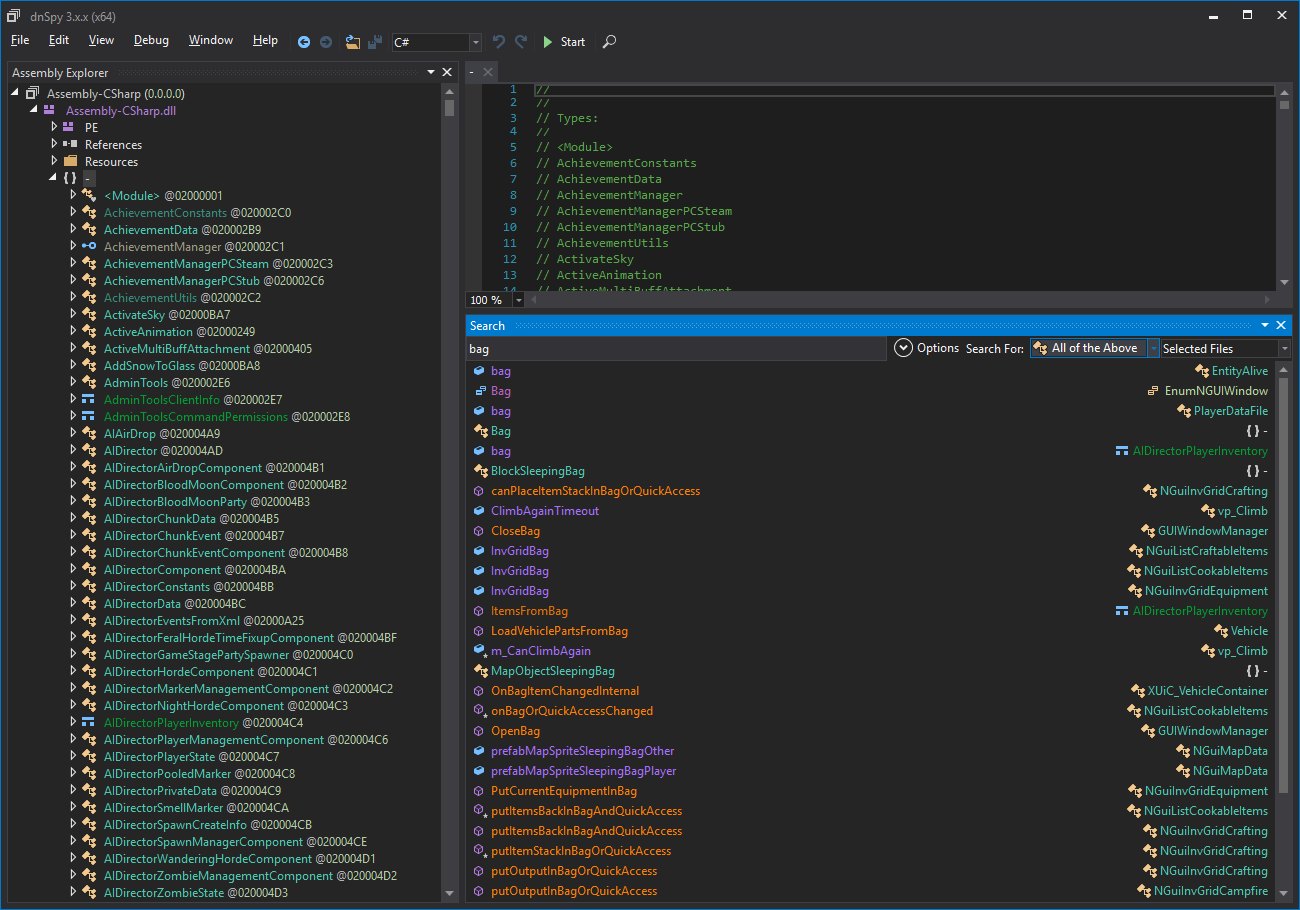 dnSpy 3.x.x (x64)
File Edit View Debug Window Help C# Start
Assembly Explorer
Assembly-CSharp (0.0.0.0)
Assembly-CSharp.dll
PE
References
Resources
{ } -
<Module> @02000001
AchievementConstants @020002C0
AchievementData @020002B9
AchievementManager @020002C1
AchievementManagerPCSteam @020002C3
AchievementManagerPCStub @020002C6
AchievementUtils @020002C2
ActivateSky @02000BA7
ActiveAnimation @02000249
ActiveMultiBuffAttachment @02000405
AddSnowToGlass @02000BA8
AdminTools @020002E6
AdminToolsClientInfo @020002E7
AdminToolsCommandPermissions @020002E8
AIAirDrop @020004A9
AIDirector @020004AD
AIDirectorAirDropComponent @020004B1
AIDirectorBloodMoonComponent @020004B2
AIDirectorBloodMoonParty @020004B3
AIDirectorChunkData @020004B5
AIDirectorChunkEvent @020004B7
AIDirectorChunkEventComponent @020004B8
AIDirectorComponent @020004BA
AIDirectorConstants @020004BB
AIDirectorData @020004BC
AIDirectorEventsFromXml @02000A25
AIDirectorFeralHordeTimeFixupComponent @020004BF
AIDirectorGameStagePartySpawner @020004C0
AIDirectorHordeComponent @020004C1
AIDirectorMarkerManagementComponent @020004C2
AIDirectorNightHordeComponent @020004C3
AIDirectorPlayerInventory @020004C4
AIDirectorPlayerManagementComponent @020004C6
AIDirectorPlayerState @020004C7
AIDirectorPooledMarker @020004C8
AIDirectorPrivateData @020004C9
AIDirectorSmellMarker @020004CA
AIDirectorSpawnCreateInfo @020004CB
AIDirectorSpawnManagerComponent @020004CE
AIDirectorWanderingHordeComponent @020004D1
AIDirectorZombieManagementComponent @020004D2
AIDirectorZombieState @020004D3
-
1 //
2 //
3 // Types:
4 //
5 // <Module>
6 // AchievementConstants
7 // AchievementData
8 // AchievementManager
9 // AchievementManagerPCSteam
10 // AchievementManagerPCStub
11 // AchievementUtils
12 // ActivateSky
13 // ActiveAnimation
14 // ActiveMultiBuffAttachment
100 %
Search
bag Options Search For: All of the Above Selected Files
bag EntityAlive
Bag EnumNGUIWindow
bag PlayerDataFile
Bag { } -
bag AIDirectorPlayerInventory
BlockSleepingBag { } -
canPlaceItemStackInBagOrQuickAccess NGuiInvGridCrafting
ClimbAgainTimeout vp_Climb
CloseBag GUIWindowManager
InvGridBag NGuiListCraftableItems
InvGridBag NGuiListCookableItems
InvGridBag NGuiInvGridEquipment
ItemsFromBag AIDirectorPlayerInventory
LoadVehiclePartsFromBag Vehicle
m_CanClimbAgain vp_Climb
MapObjectSleepingBag { } -
OnBagItemChangedInternal XUiC_VehicleContainer
onBagOrQuickAccessChanged NGuiListCookableItems
OpenBag GUIWindowManager
prefabMapSpriteSleepingBagOther NGuiMapData
prefabMapSpriteSleepingBagPlayer NGuiMapData
PutCurrentEquipmentInBag NGuiInvGridEquipment
putItemsBackInBagAndQuickAccess NGuiListCookableItems
putItemsBackInBagAndQuickAccess NGuiInvGridCrafting
putItemStackInBagOrQuickAccess NGuiInvGridCrafting
putOutputInBagOrQuickAccess NGuiInvGridCrafting
putOutputInBagOrQuickAccess NGuiInvGridCampfire